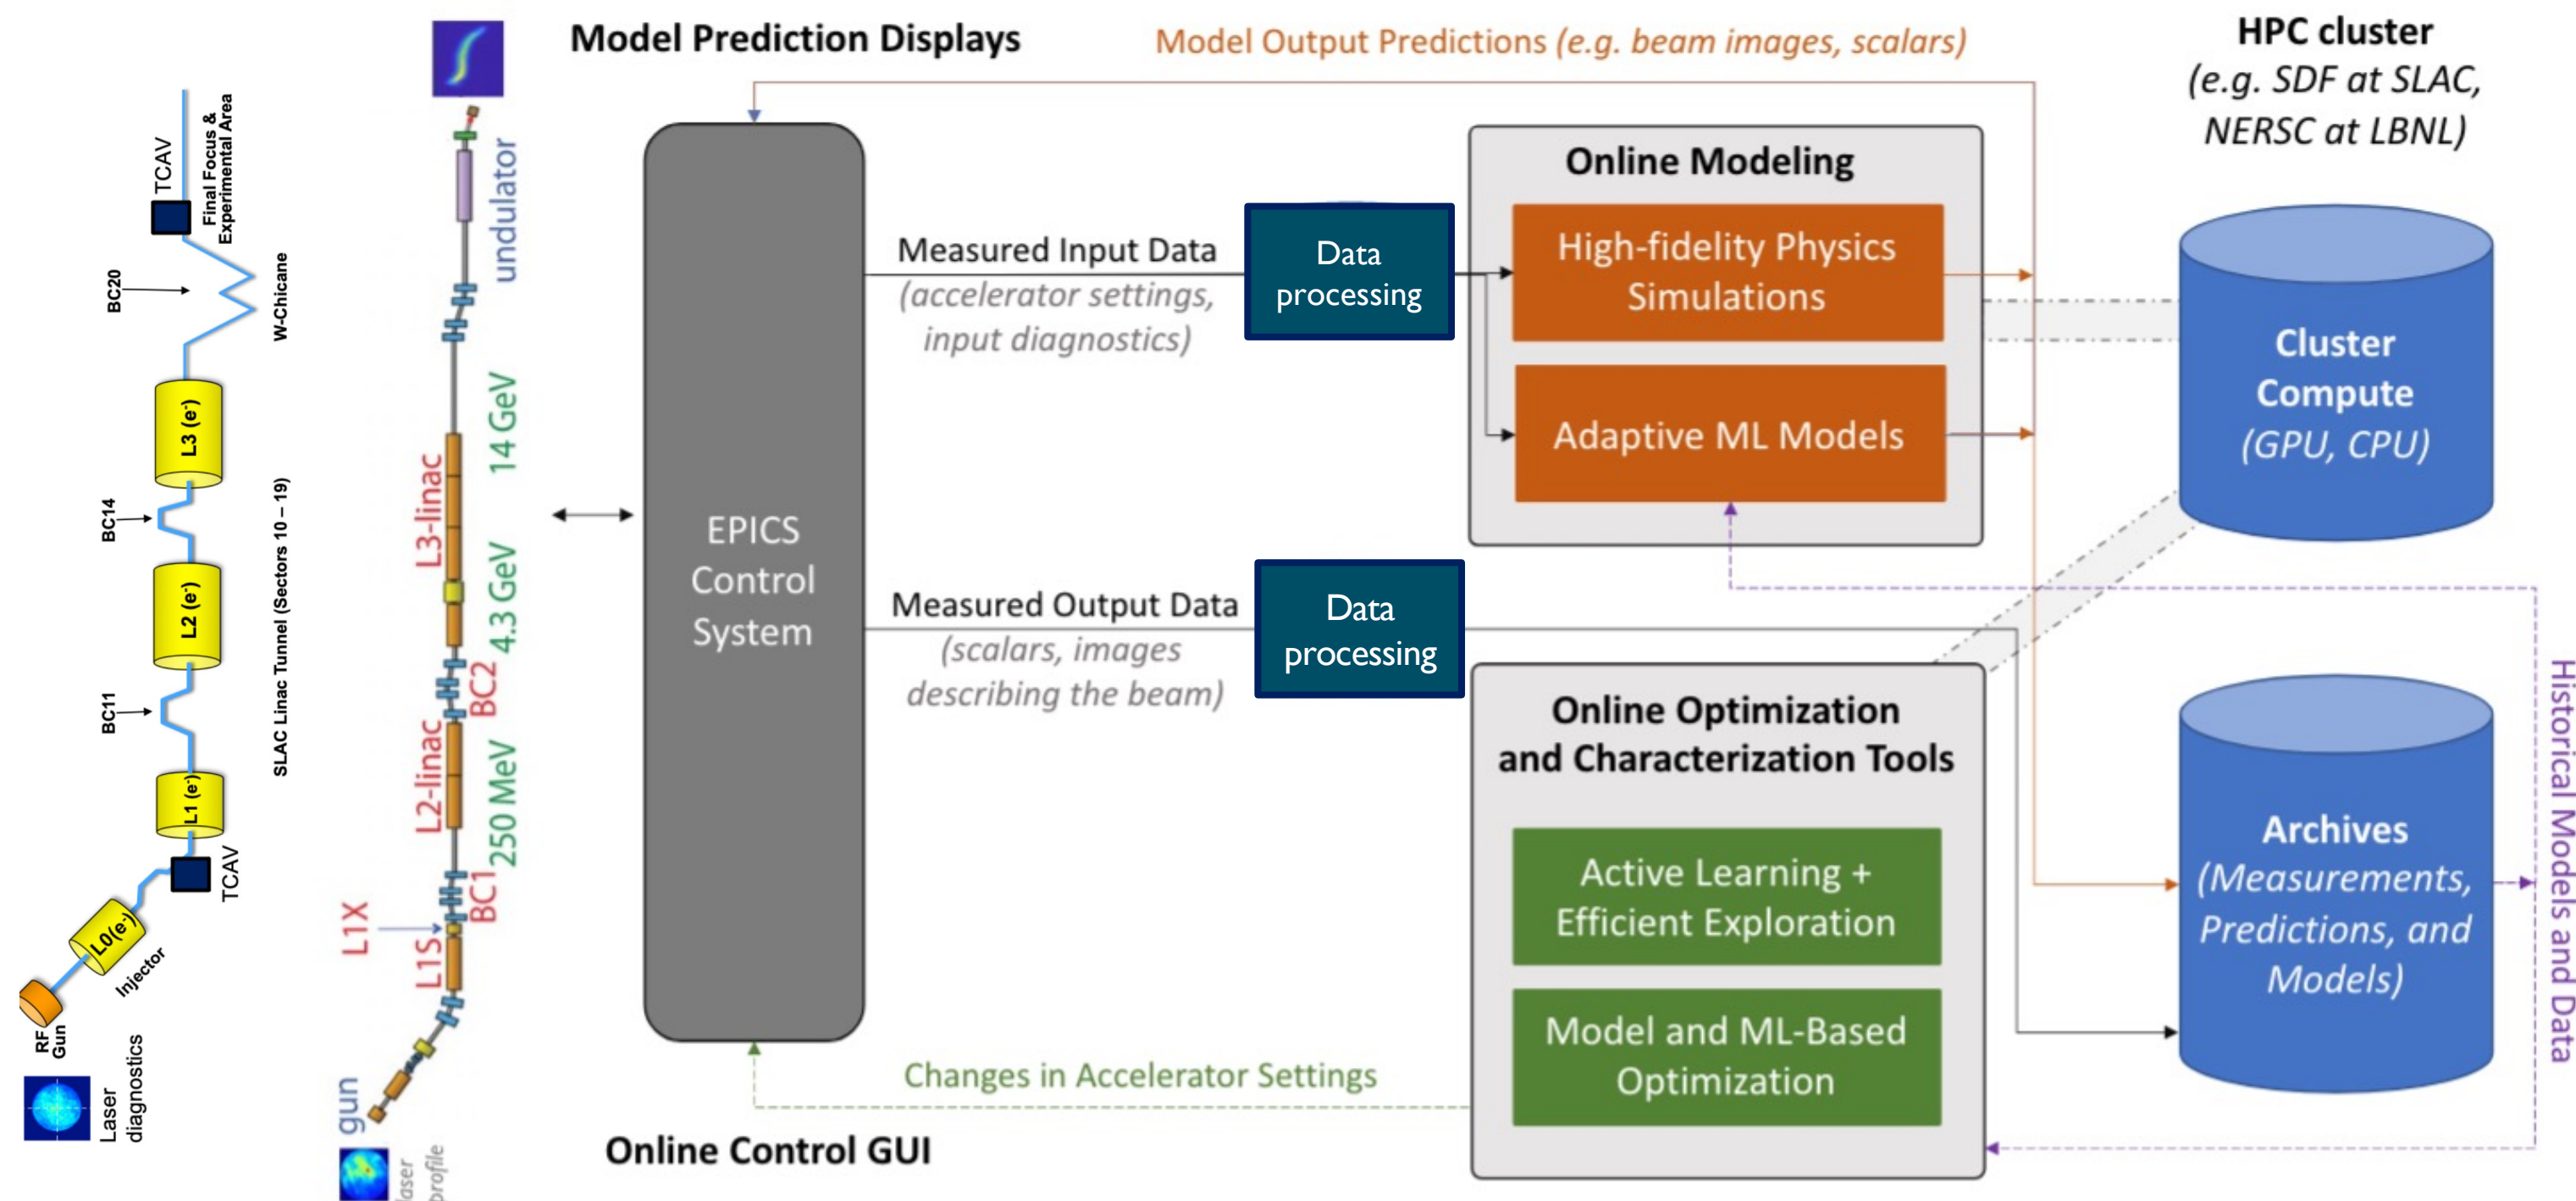 Model Prediction Displays
Model Output Predictions (e.g. beam images, scalars)
HPC cluster
(e.g. SDF at SLAC,
NERSC at LBNL)
TCAV
Final Focus &
Experimental Area
BC20
W-Chicane
L3 (e-)
BC14
L2 (e-)
SLAC Linac Tunnel (Sectors 10 – 19)
BC11
L1 (e-)
TCAV
L0(e-)
Injector
RF
Gun
Laser
diagnostics
undulator
14 GeV
L3-linac
4.3 GeV
BC2
L2-linac
250 MeV
BC1
L1X
L1S
gun
laser
profile
EPICS
Control
System
Measured Input Data
(accelerator settings,
input diagnostics)
Data
processing
Online Modeling
High-fidelity Physics
Simulations
Adaptive ML Models
Cluster
Compute
(GPU, CPU)
Measured Output Data
(scalars, images
describing the beam)
Data
processing
Online Optimization
and Characterization Tools
Active Learning +
Efficient Exploration
Model and ML-Based
Optimization
Archives
(Measurements,
Predictions, and
Models)
Historical Models and Data
Changes in Accelerator Settings
Online Control GUI